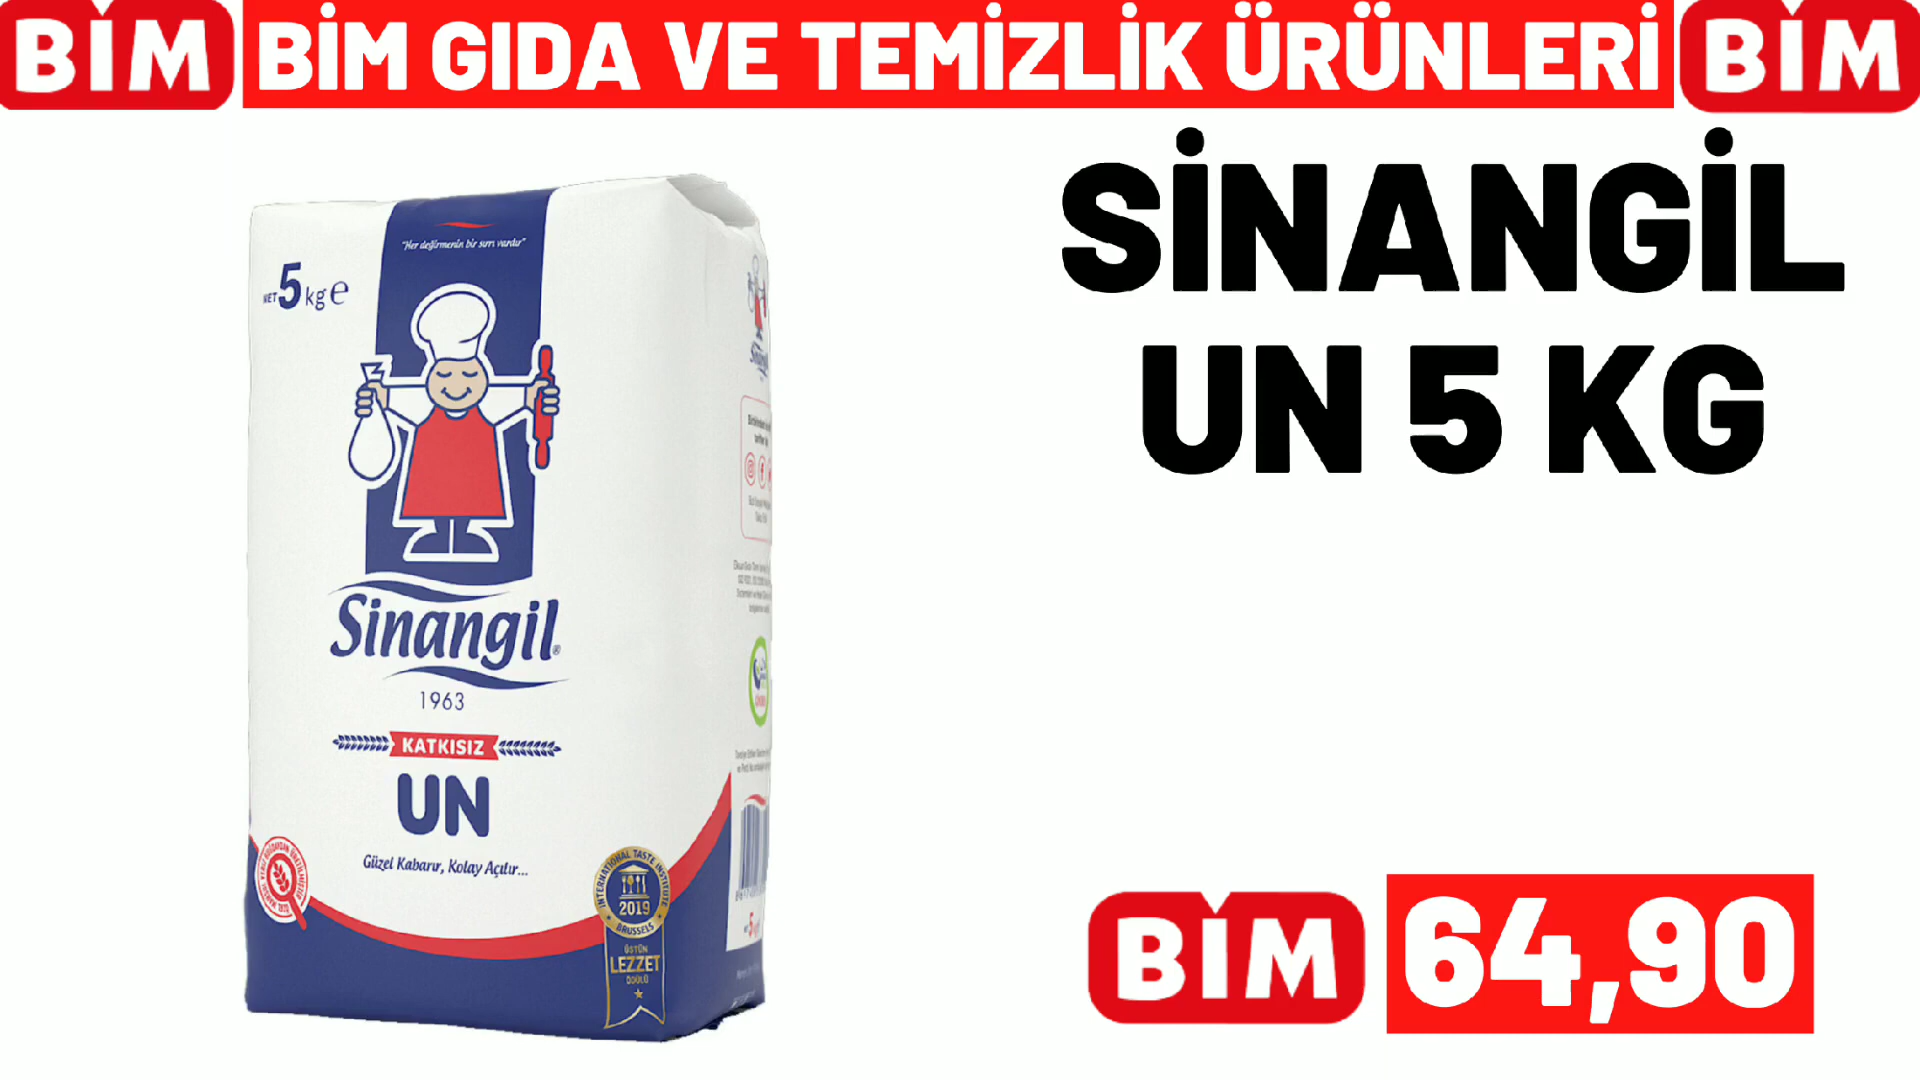 BİM BİM GIDA VE TEMİZLİK ÜRÜNLERİ BİM
SİNANGİL
UN 5 KG
"Her değirmenin bir sırrı vardır"
NET 5 kg e
Sinangil®
1963
KATKISIZ
UN
Güzel Kabarır, Kolay Açılır...
INTERNATIONAL TASTE INSTITUTE
2019
BRUSSELS
ÜSTÜN
LEZZET
ÖDÜLÜ
Sinangil
BİM 64,90